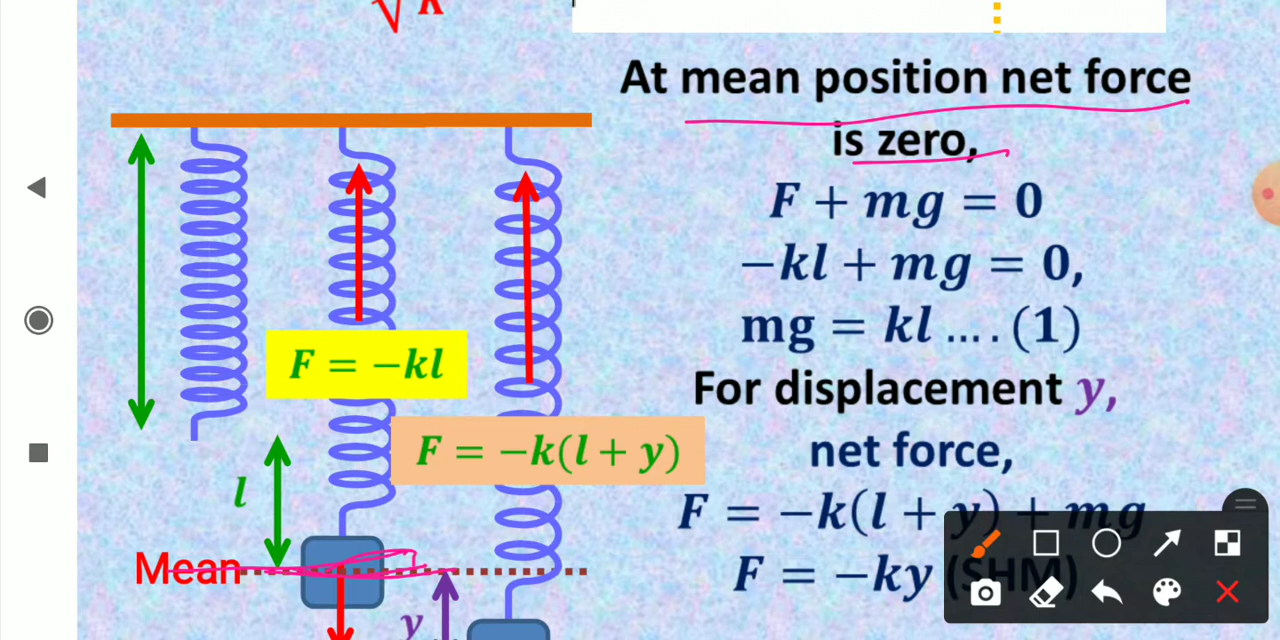 √k
At mean position net force
is zero,
F + mg = 0
−kl + mg = 0,
mg = kl .... (1)
For displacement y,
net force,
F = −k(l + y) + mg
F = −ky (SHM)
F = −kl
F = −k(l + y)
l
Mean
y